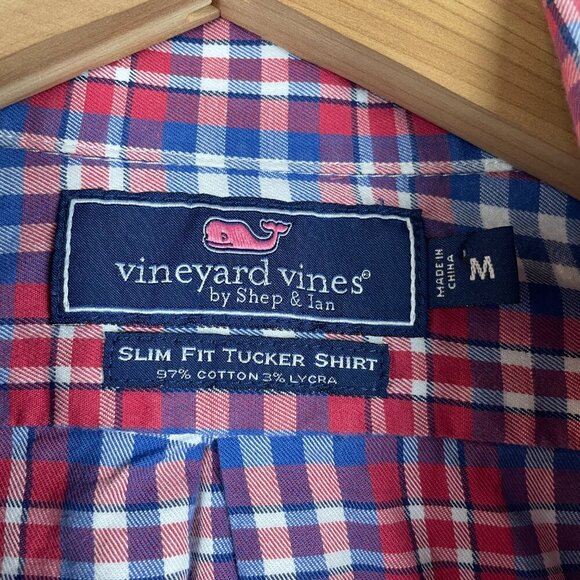 vineyard vines®
by Shep & Ian
MADE IN
CHINA
M
SLIM FIT TUCKER SHIRT
97% COTTON 3% LYCRA